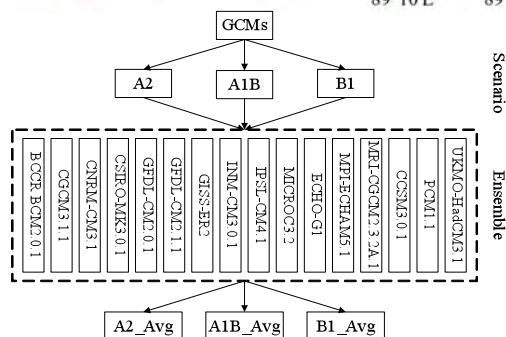 GCMs
A2
A1B
B1
Scenario
BCCR BCM2.0.1
CGCM3.1.1
CNRM-CM3.1
CSIRO-MK3.0.1
GFDL-CM2.0.1
GFDL-CM2.1.1
GISS-ER2
INM-CM3.0.1
IPSL-CM4.1
MICROC3.2
ECHO-G1
MPI-ECHAM5.1
MRI-CGCM2.3.2A.1
CCSM3.0.1
PCM1.1
UKMO-HadCM3.1
Ensemble
A2_Avg
A1B_Avg
B1_Avg